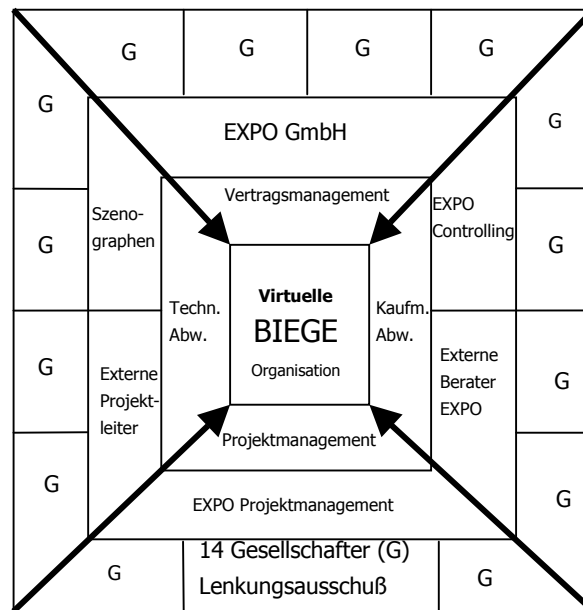 G G G G
G
G
EXPO GmbH
Vertragsmanagement
Szeno-
graphen
EXPO
Controlling
G
G
Techn.
Abw.
Virtuelle
BIEGE
Organisation
Kaufm.
Abw.
G
Externe
Projekt-
leiter
Externe
Berater
EXPO
G
Projektmanagement
G
G
EXPO Projektmanagement
G
14 Gesellschafter (G)
Lenkungsausschuß
G